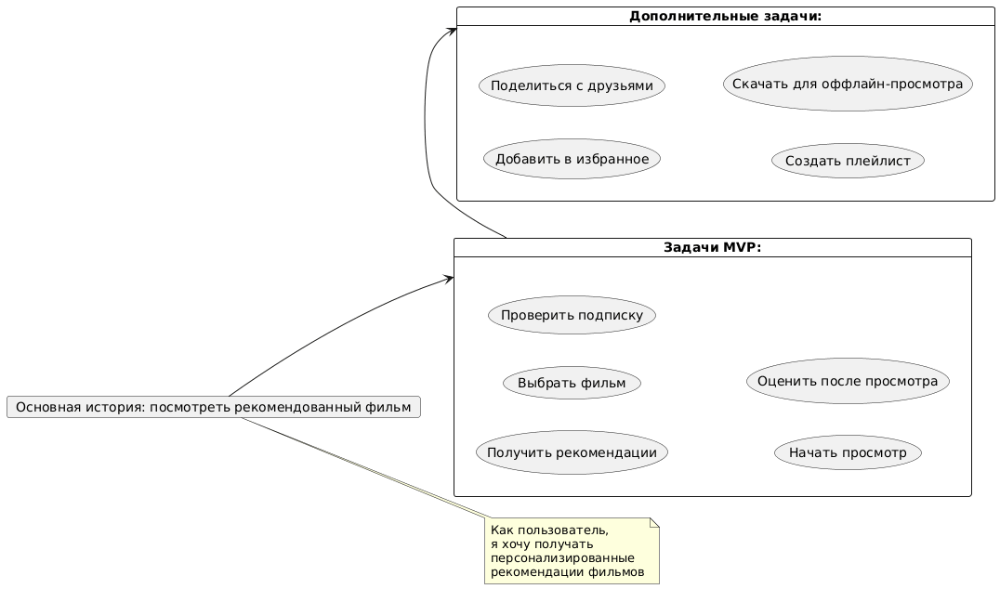 Дополнительные задачи:
Поделиться с друзьями
Скачать для оффлайн-просмотра
Добавить в избранное
Создать плейлист
Задачи MVP:
Проверить подписку
Выбрать фильм
Оценить после просмотра
Получить рекомендации
Начать просмотр
Основная история: посмотреть рекомендованный фильм
Как пользователь,
я хочу получать
персонализированные
рекомендации фильмов